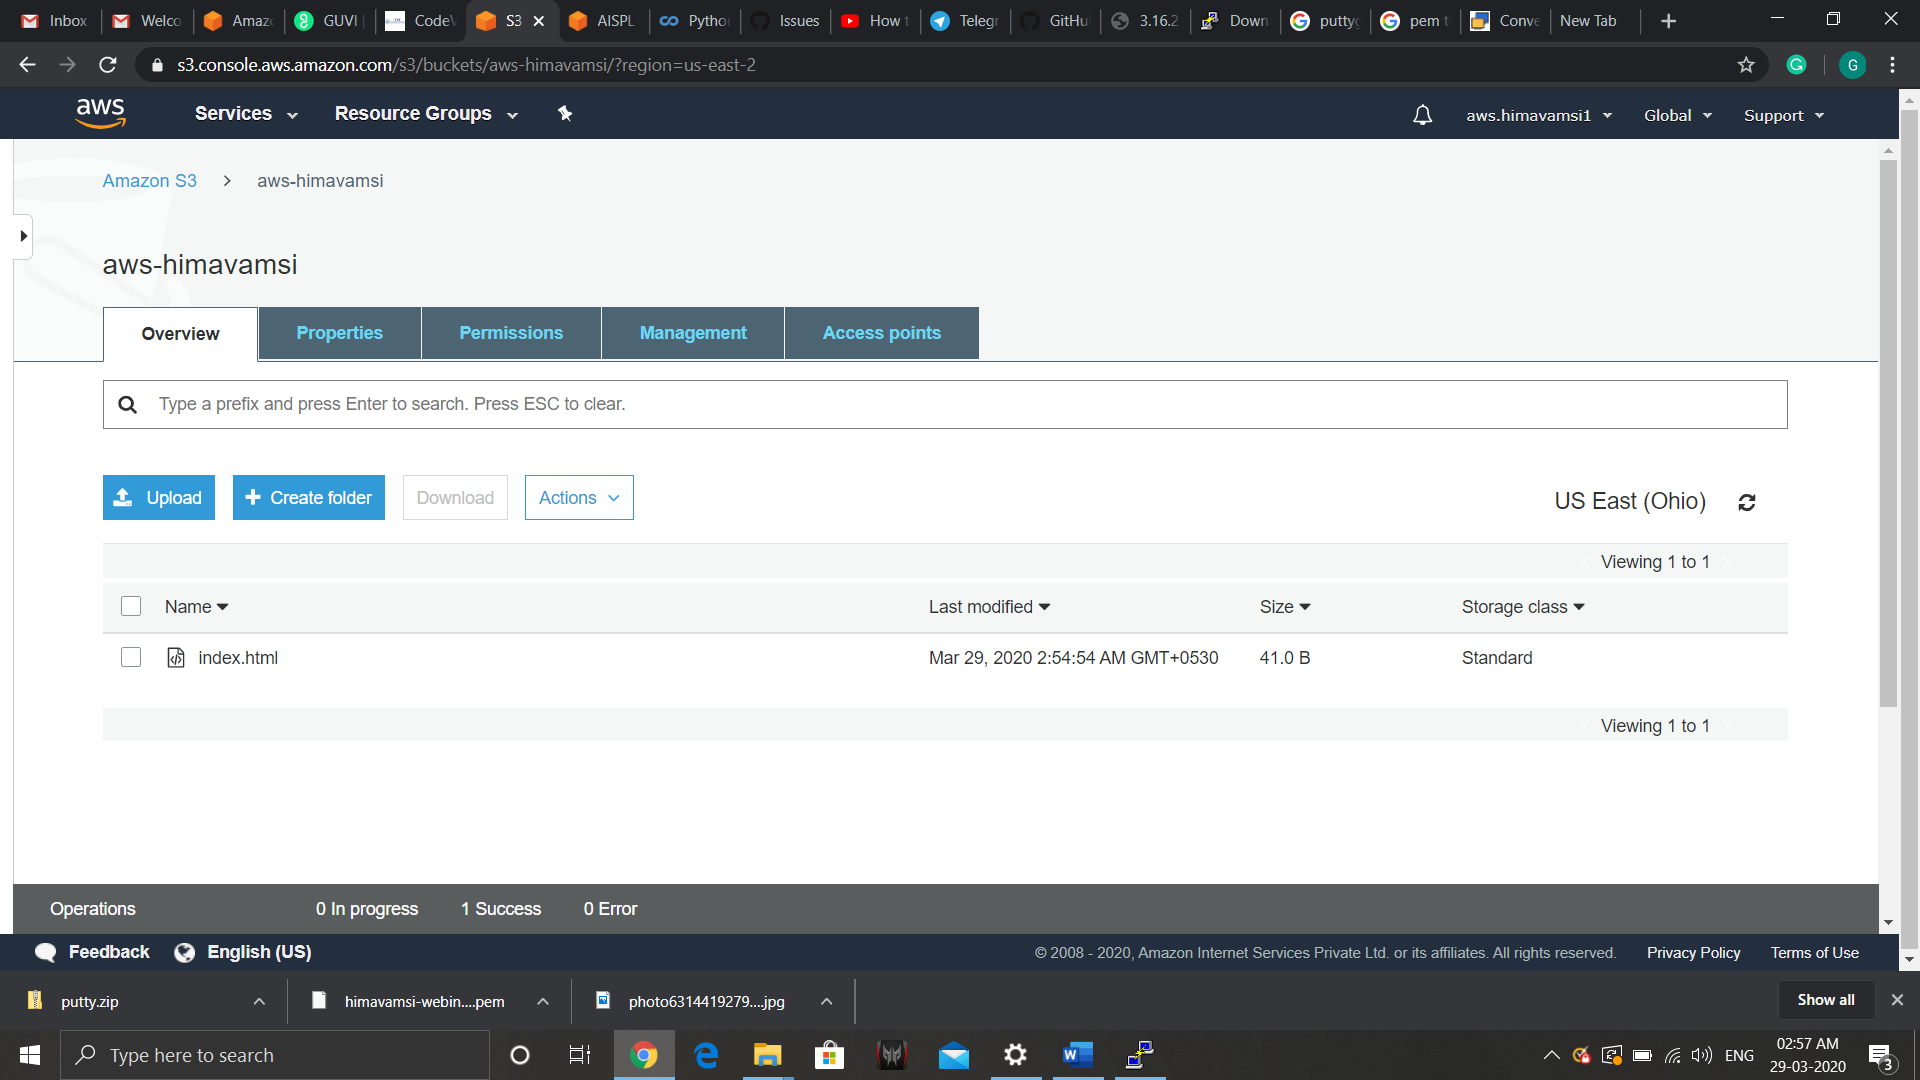 Inbox
Welco
Amazo
GUVI
CodeV
S3
AISPL
Pytho
Issues
How t
Telegr
GitHu
3.16.2
Down
puttyg
pem t
Conve
New Tab
s3.console.aws.amazon.com/s3/buckets/aws-himavamsi/?region=us-east-2
G
aws
Services
Resource Groups
aws.himavamsi1
Global
Support
Amazon S3 > aws-himavamsi
aws-himavamsi
Overview
Properties
Permissions
Management
Access points
Type a prefix and press Enter to search. Press ESC to clear.
Upload
+ Create folder
Download
Actions
US East (Ohio)
Viewing 1 to 1
Name
Last modified
Size
Storage class
index.html
Mar 29, 2020 2:54:54 AM GMT+0530
41.0 B
Standard
Viewing 1 to 1
Operations
0 In progress
1 Success
0 Error
Feedback
English (US)
© 2008 - 2020, Amazon Internet Services Private Ltd. or its affiliates. All rights reserved.
Privacy Policy
Terms of Use
putty.zip
himavamsi-webin....pem
photo6314419279....jpg
Show all
Type here to search
ENG
02:57 AM
29-03-2020
3